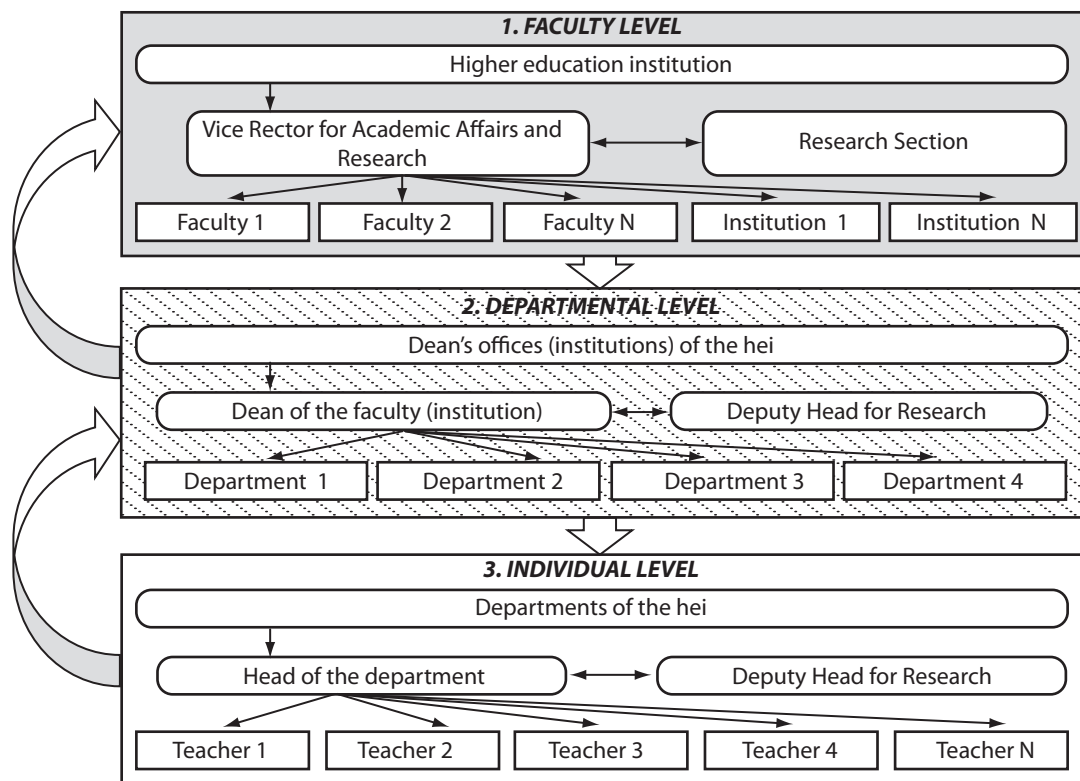 1. FACULTY LEVEL
Higher education institution
Vice Rector for Academic Affairs and
Research
Research Section
Faculty 1
Faculty 2
Faculty N
Institution 1
Institution N
2. DEPARTMENTAL LEVEL
Dean's offices (institutions) of the hei
Dean of the faculty (institution)
Deputy Head for Research
Department 1
Department 2
Department 3
Department 4
3. INDIVIDUAL LEVEL
Departments of the hei
Head of the department
Deputy Head for Research
Teacher 1
Teacher 2
Teacher 3
Teacher 4
Teacher N